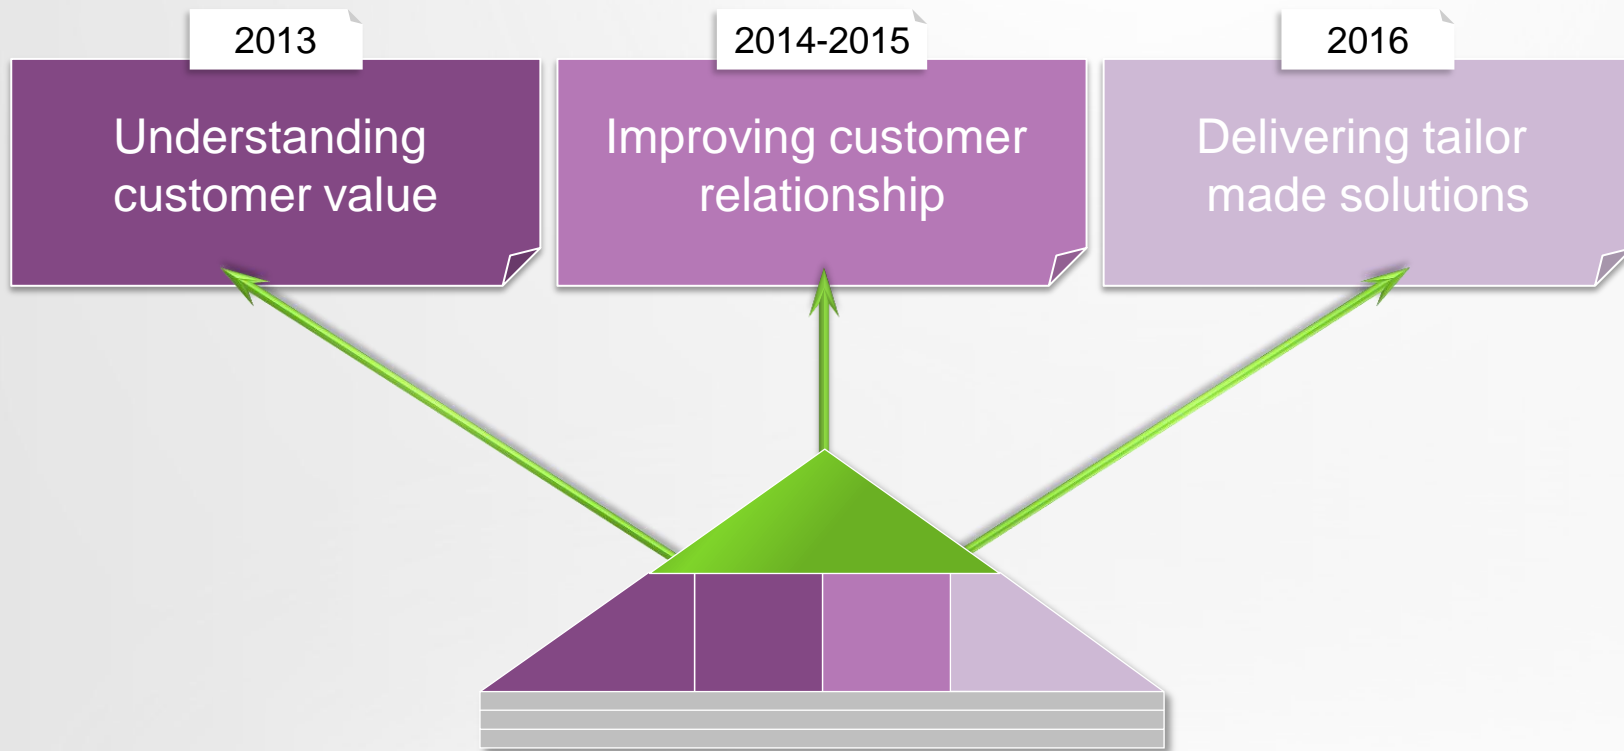 2013
Understanding
customer value
2014-2015
Improving customer
relationship
2016
Delivering tailor
made solutions